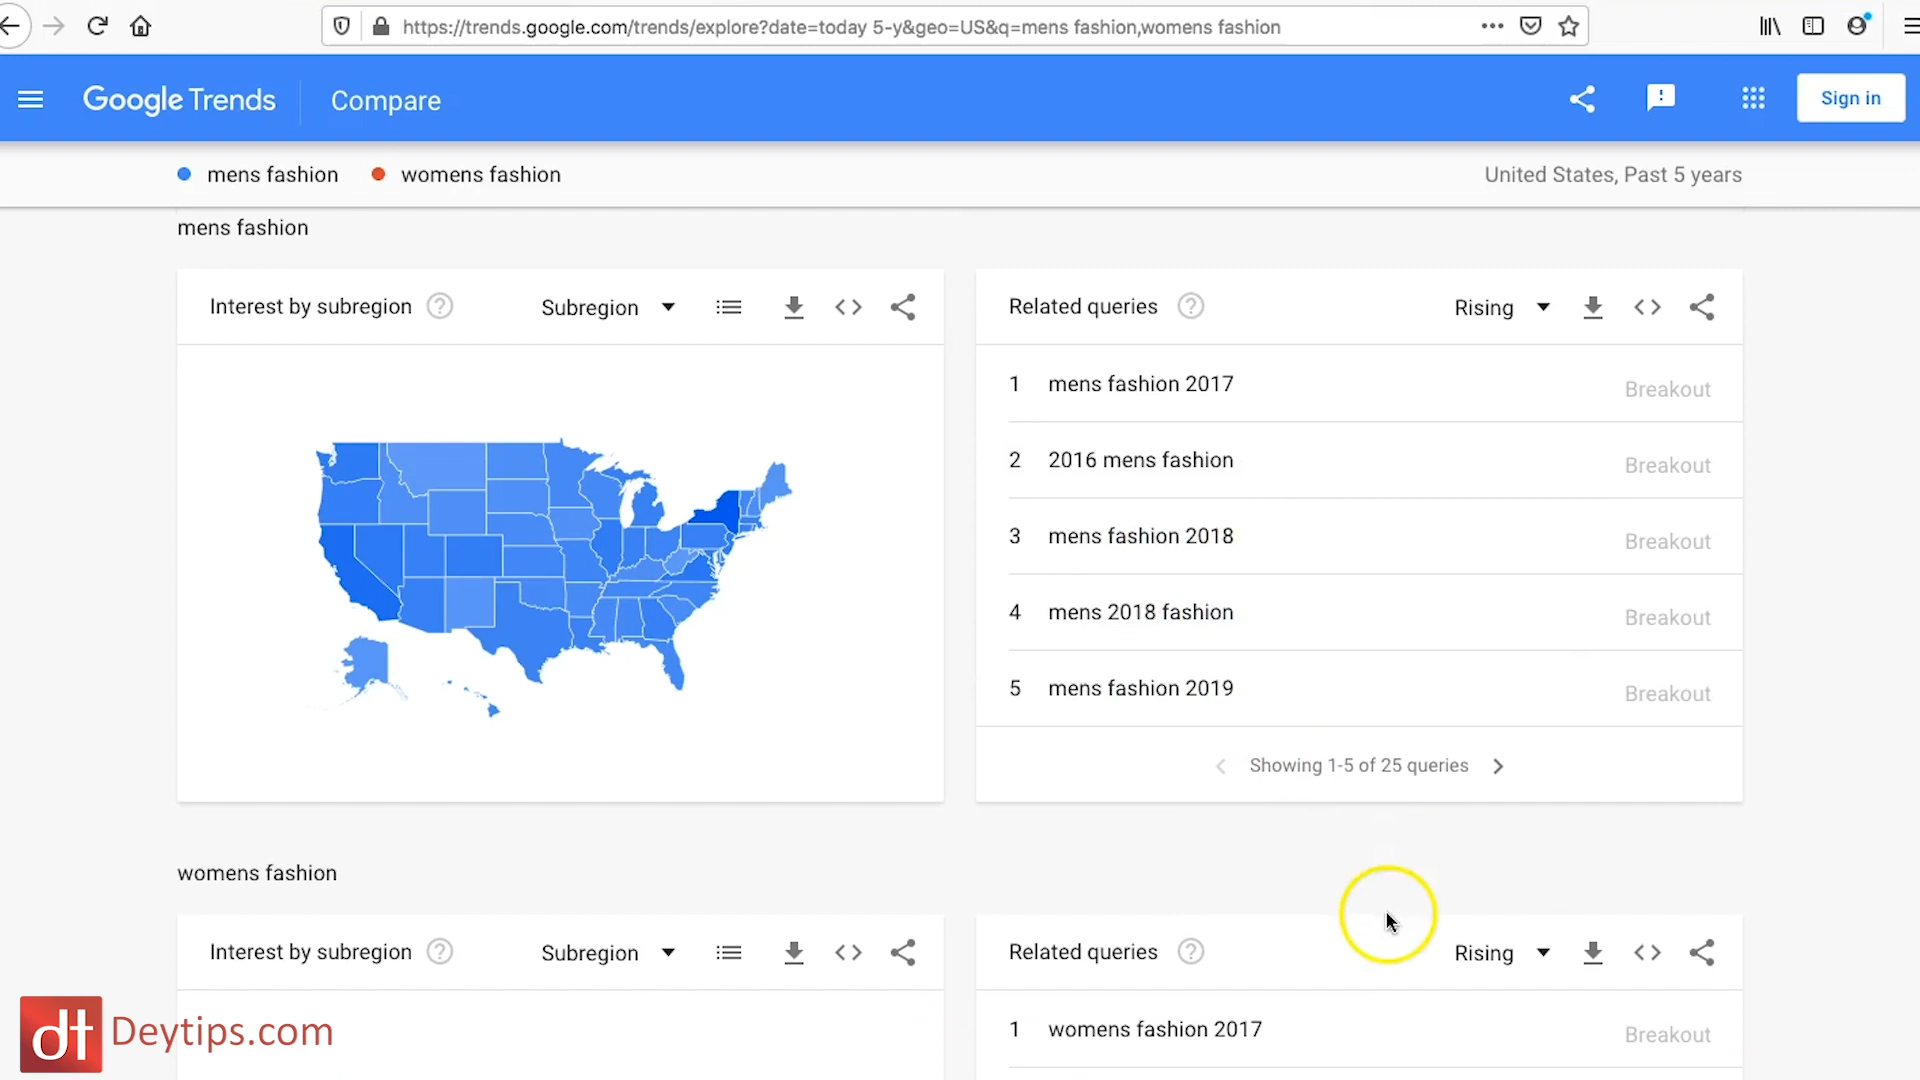 https://trends.google.com/trends/explore?date=today 5-y&geo=US&q=mens fashion,womens fashion
Google Trends
Compare
Sign in
mens fashion
womens fashion
United States, Past 5 years
mens fashion
Interest by subregion ?
Subregion
Related queries ?
Rising
1 mens fashion 2017 Breakout
2 2016 mens fashion Breakout
3 mens fashion 2018 Breakout
4 mens 2018 fashion Breakout
5 mens fashion 2019 Breakout
Showing 1-5 of 25 queries
womens fashion
Interest by subregion ?
Subregion
Related queries ?
Rising
1 womens fashion 2017 Breakout
dt Deytips.com